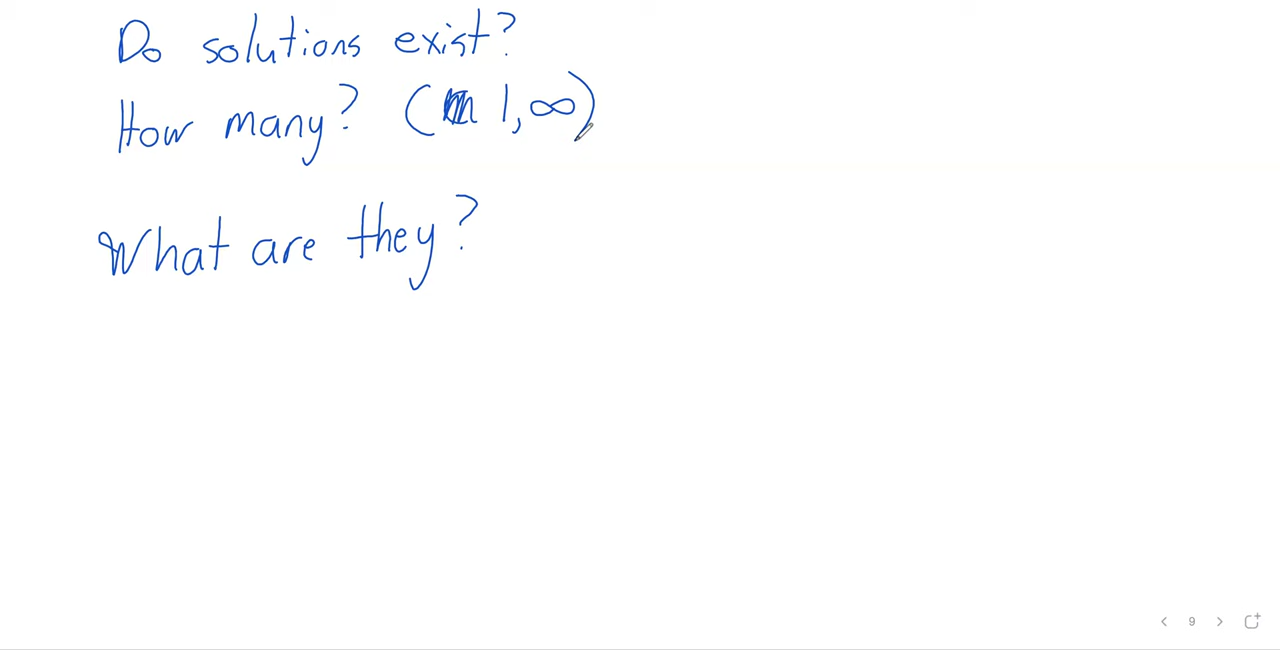 Do solutions exist?
How many? ( 1, ∞)
What are they?
< 9 >